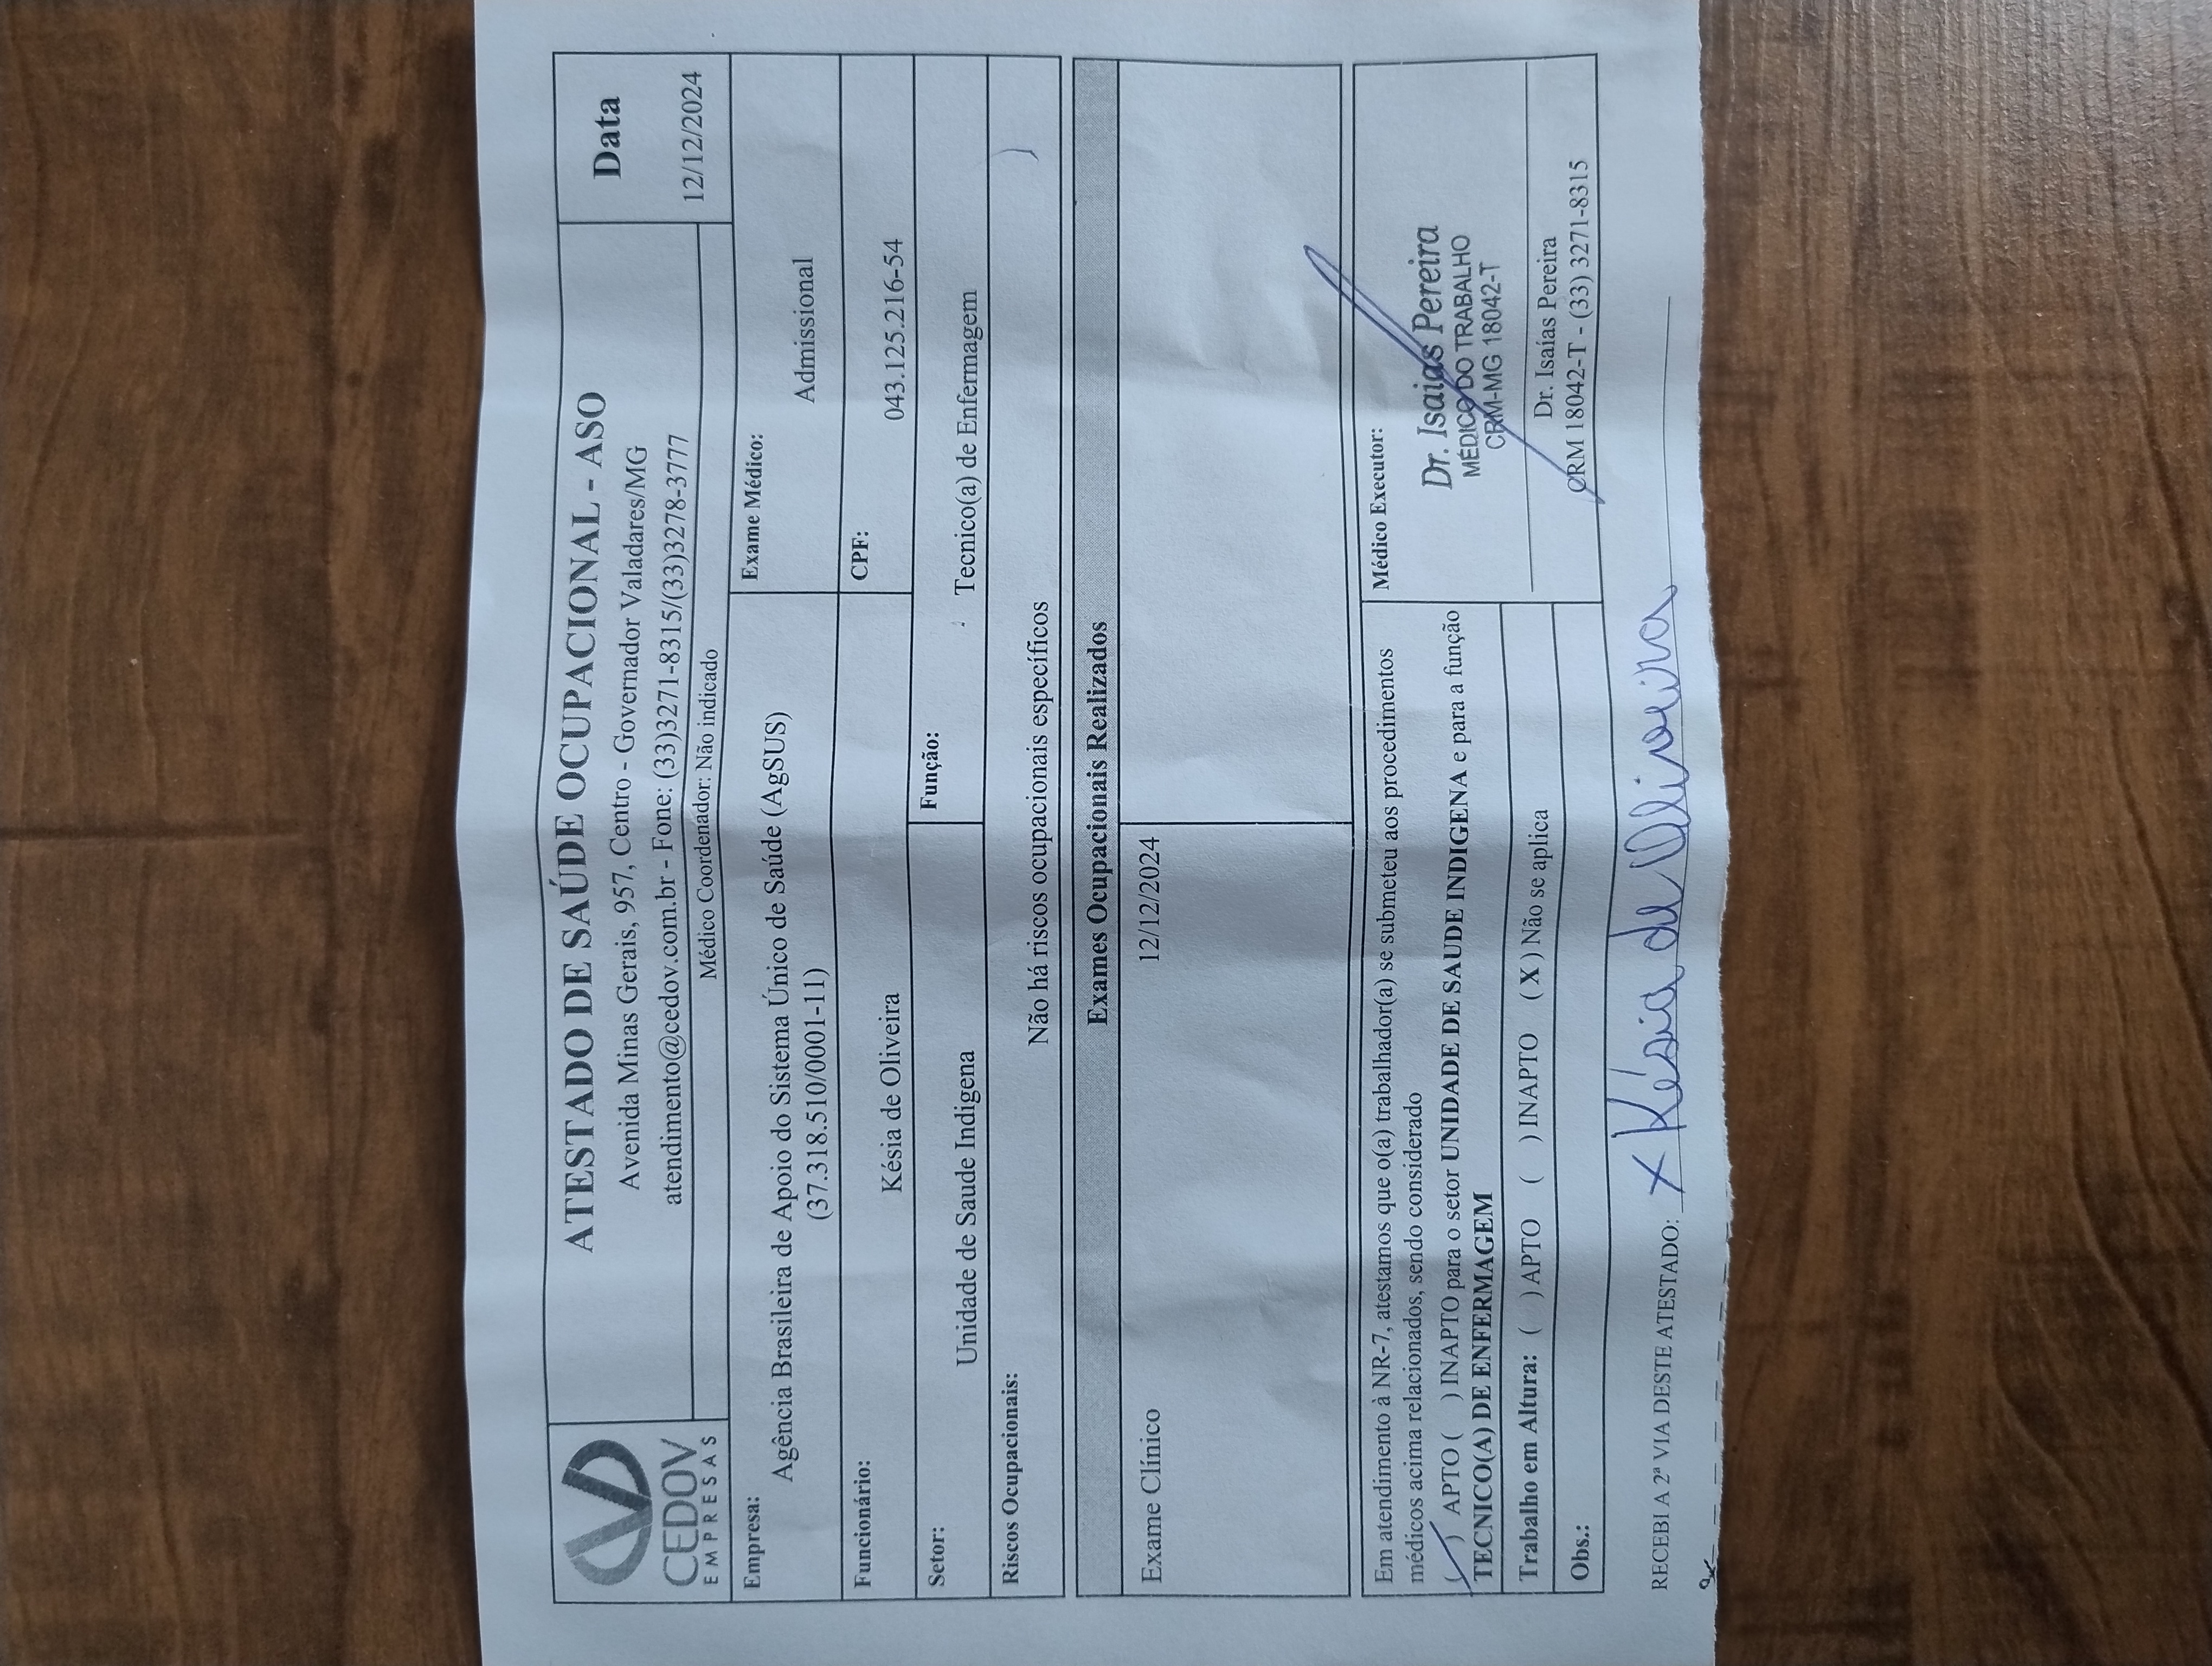 CEDOV
EMPRESAS
ATESTADO DE SAÚDE OCUPACIONAL - ASO
Avenida Minas Gerais, 957, Centro - Governador Valadares/MG
atendimento@cedov.com.br - Fone: (33)3271-8315/(33)3278-3777
Médico Coordenador: Não indicado
Data
12/12/2024
Empresa:
Agência Brasileira de Apoio do Sistema Único de Saúde (AgSUS)
(37.318.510/0001-11)
Exame Médico:
Admissional
Funcionário:
Késia de Oliveira
CPF:
043.125.216-54
Setor:
Unidade de Saude Indigena
Função:
Tecnico(a) de Enfermagem
Riscos Ocupacionais:
Não há riscos ocupacionais específicos
Exames Ocupacionais Realizados
Exame Clínico 12/12/2024
Em atendimento à NR-7, atestamos que o(a) trabalhador(a) se submeteu aos procedimentos
médicos acima relacionados, sendo considerado
(/) APTO ( ) INAPTO para o setor UNIDADE DE SAUDE INDIGENA e para a função
TECNICO(A) DE ENFERMAGEM
Trabalho em Altura: ( ) APTO ( ) INAPTO ( X ) Não se aplica
Obs.:
Médico Executor:
Dr. Isaias Pereira
MÉDICO DO TRABALHO
CRM-MG 18042-T
Dr. Isaías Pereira
CRM 18042-T - (33) 3271-8315
RECEBI A 2ª VIA DESTE ATESTADO: x Késia de Oliveira